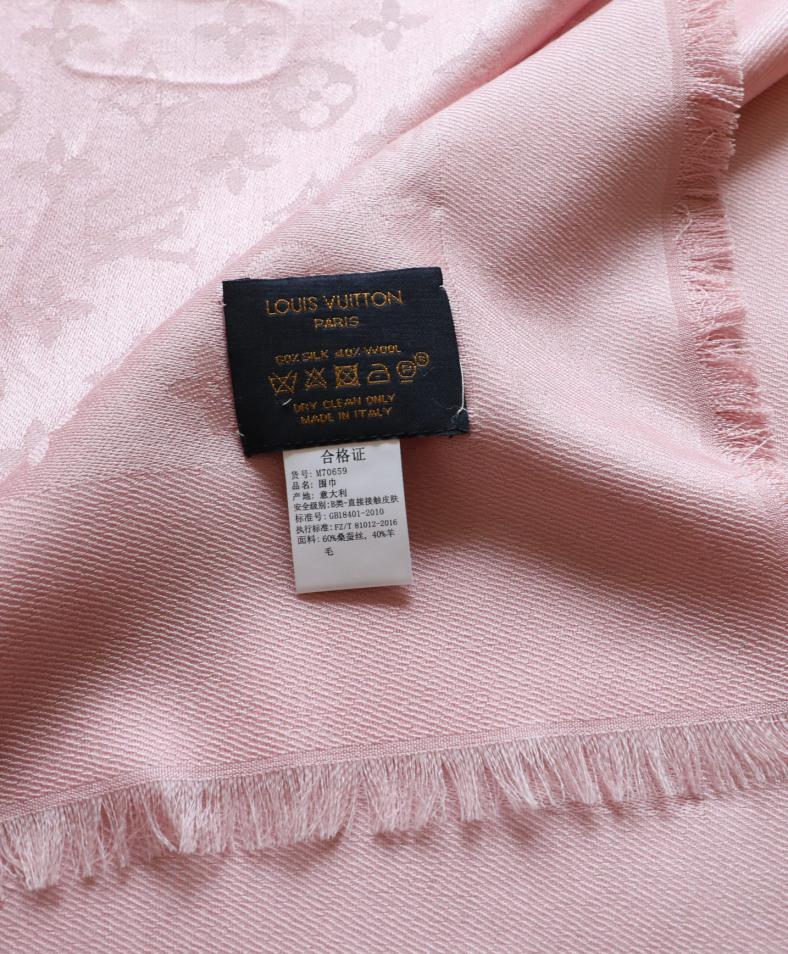 LOUIS VUITTON
PARIS
60% SILK 40% WOOL
P
DRY CLEAN ONLY
MADE IN ITALY
合格证
货号: M70659
品名: 围巾
产地: 意大利
安全级别:B类-直接接触皮肤
标准号: GB18401-2010
执行标准: FZ/T 81012-2016
面料: 60%桑蚕丝, 40%羊
毛